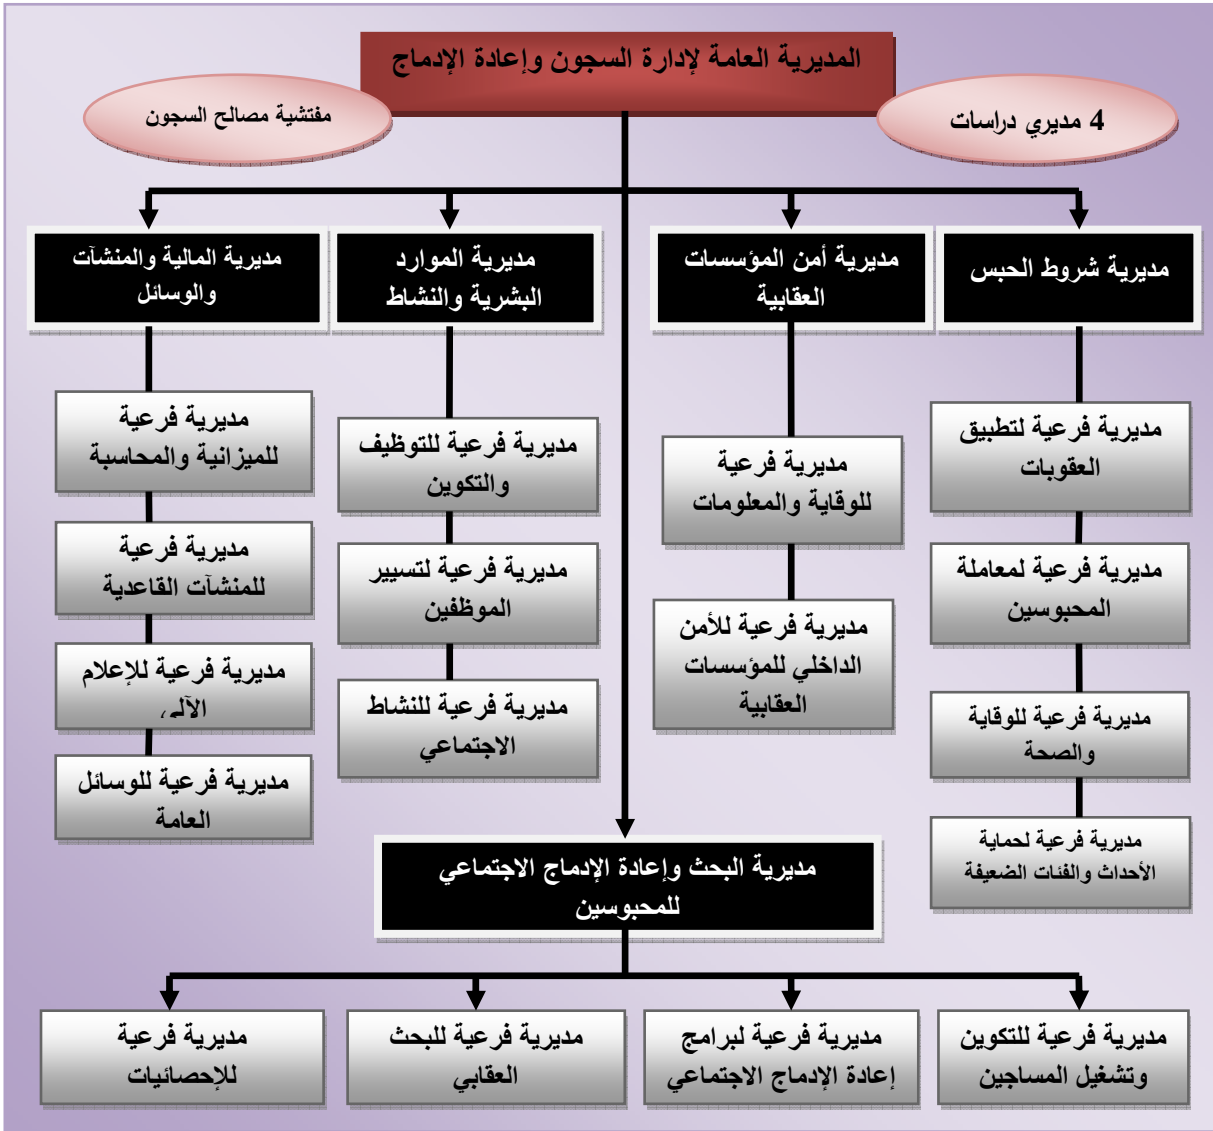 المديرية العامة لإدارة السجون وإعادة الإدماج
4 مديري دراسات
مفتشية مصالح السجون
مديرية شروط الحبس
مديرية أمن المؤسسات
العقابية
مديرية الموارد
البشرية والنشاط
مديرية المالية والمنشآت
والوسائل
مديرية فرعية لتطبيق
العقوبات
مديرية فرعية لمعاملة
المحبوسين
مديرية فرعية للوقاية
والصحة
مديرية فرعية لحماية
الأحداث والفئات الضعيفة
مديرية فرعية
للوقاية والمعلومات
مديرية فرعية للأمن
الداخلي للمؤسسات
العقابية
مديرية فرعية للتوظيف
والتكوين
مديرية فرعية لتسيير
الموظفين
مديرية فرعية للنشاط
الاجتماعي
مديرية فرعية
للميزانية والمحاسبة
مديرية فرعية
للمنشآت القاعدية
مديرية فرعية للإعلام
الآلي
مديرية فرعية للوسائل
العامة
مديرية البحث وإعادة الإدماج الاجتماعي
للمحبوسين
مديرية فرعية للتكوين
وتشغيل المساجين
مديرية فرعية لبرامج
إعادة الإدماج الاجتماعي
مديرية فرعية للبحث
العقابي
مديرية فرعية
للإحصائيات